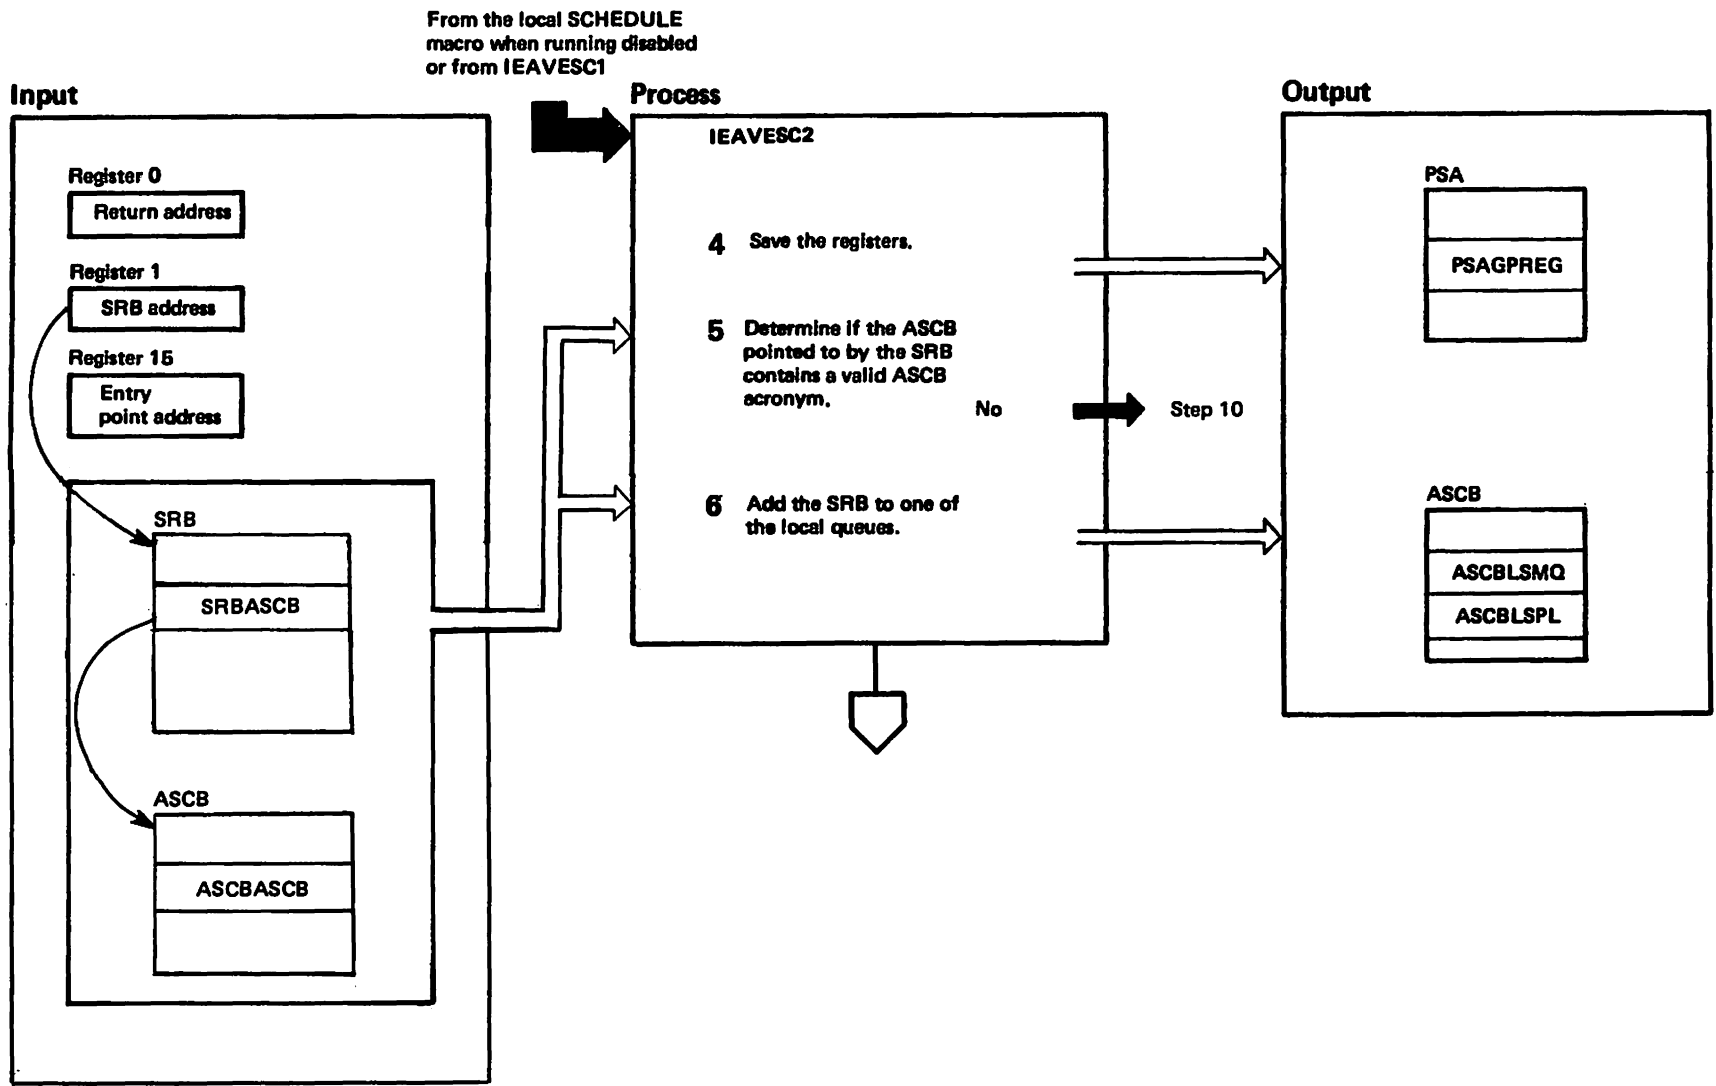 From the local SCHEDULE
macro when running disabled
or from IEAVESC1
Input
Register 0
Return address
Register 1
SRB address
Register 15
Entry
point address
SRB
SRBASCB
ASCB
ASCBASCB
Process
IEAVESC2
4 Save the registers.
5 Determine if the ASCB
pointed to by the SRB
contains a valid ASCB
acronym.
No
Step 10
6 Add the SRB to one of
the local queues.
Output
PSA
PSAGPREG
ASCB
ASCBLSMQ
ASCBLSPL